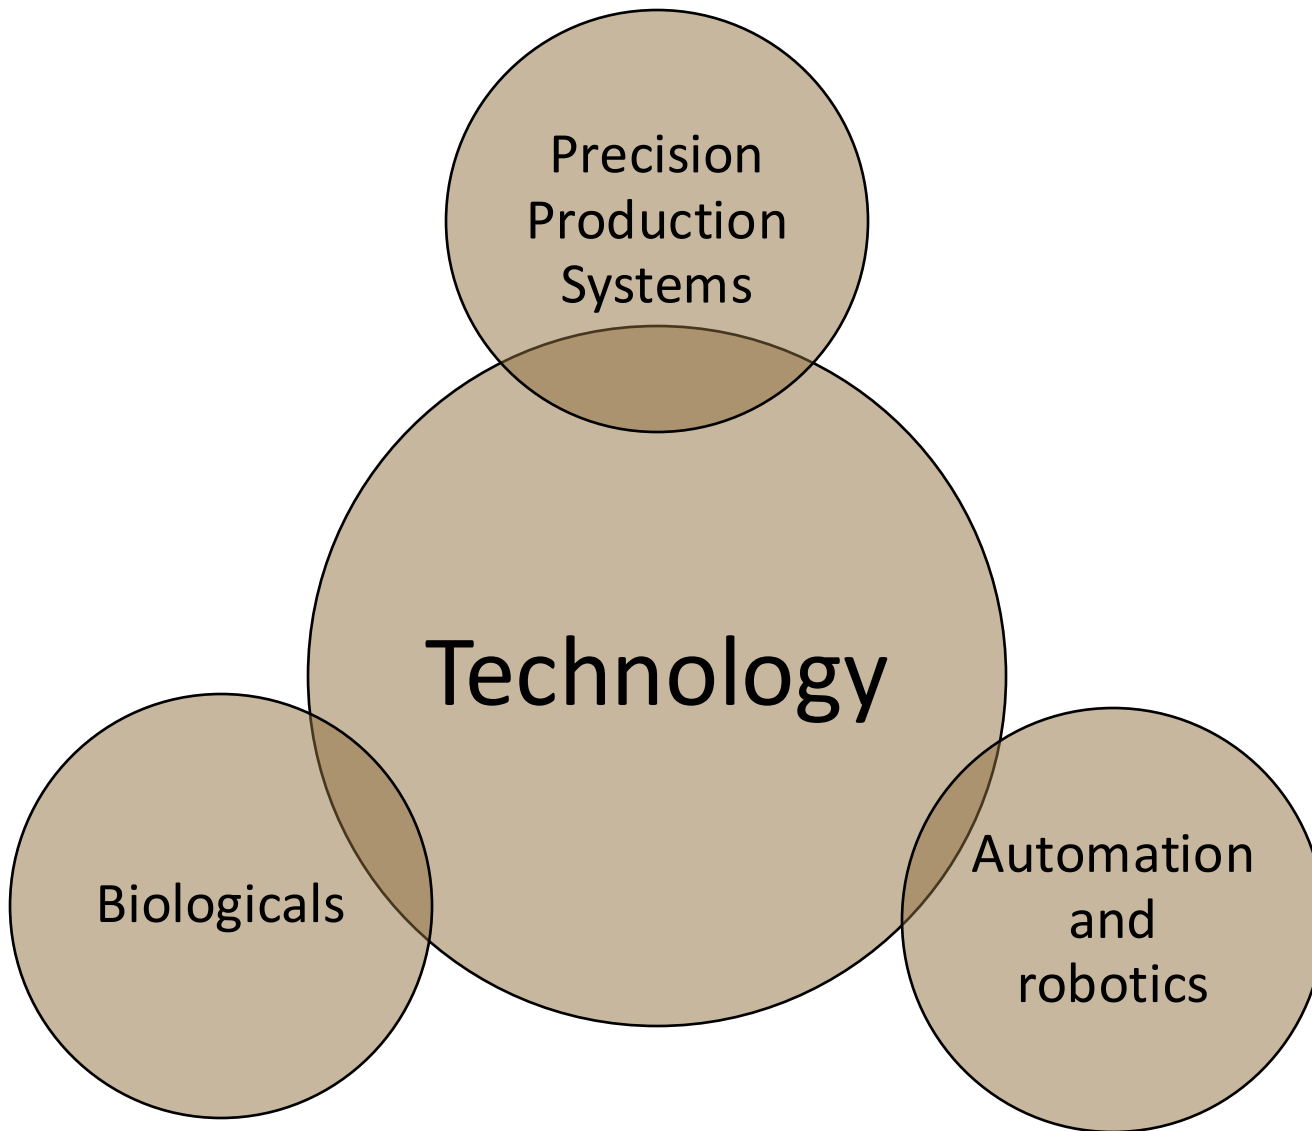 Precision
Production
Systems
Technology
Biologicals
Automation
and
robotics